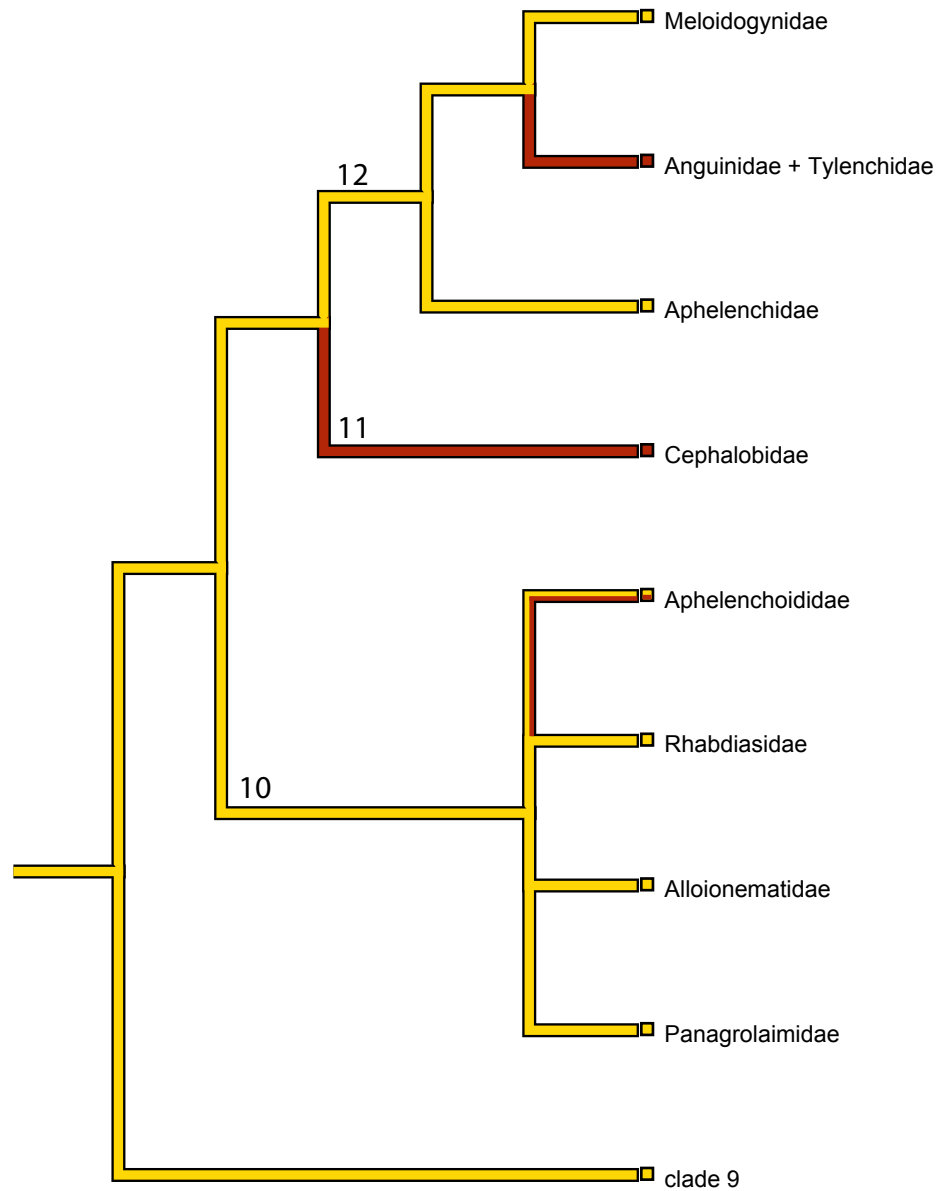 Meloidogynidae
12
Anguinidae + Tylenchidae
Aphelenchidae
11
Cephalobidae
Aphelenchoididae
Rhabdiasidae
10
Alloionematidae
Panagrolaimidae
clade 9